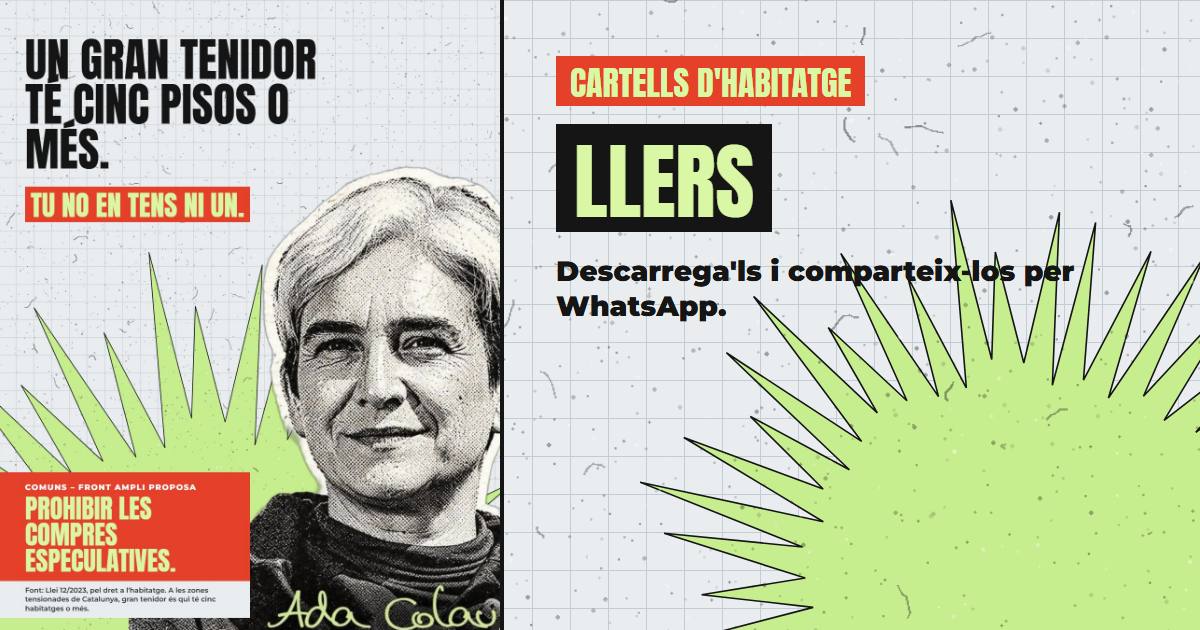 UN GRAN TENIDOR
TÉ CINC PISOS O
MÉS.
TU NO EN TENS NI UN.
COMUNS – FRONT AMPLI PROPOSA
PROHIBIR LES
COMPRES
ESPECULATIVES.
Font: Llei 12/2023, pel dret a l'habitatge. A les zones
tensionades de Catalunya, gran tenidor és qui té cinc
habitatges o més.
Ada Colau
CARTELLS D'HABITATGE
LLERS
Descarrega'ls i comparteix-los per
WhatsApp.